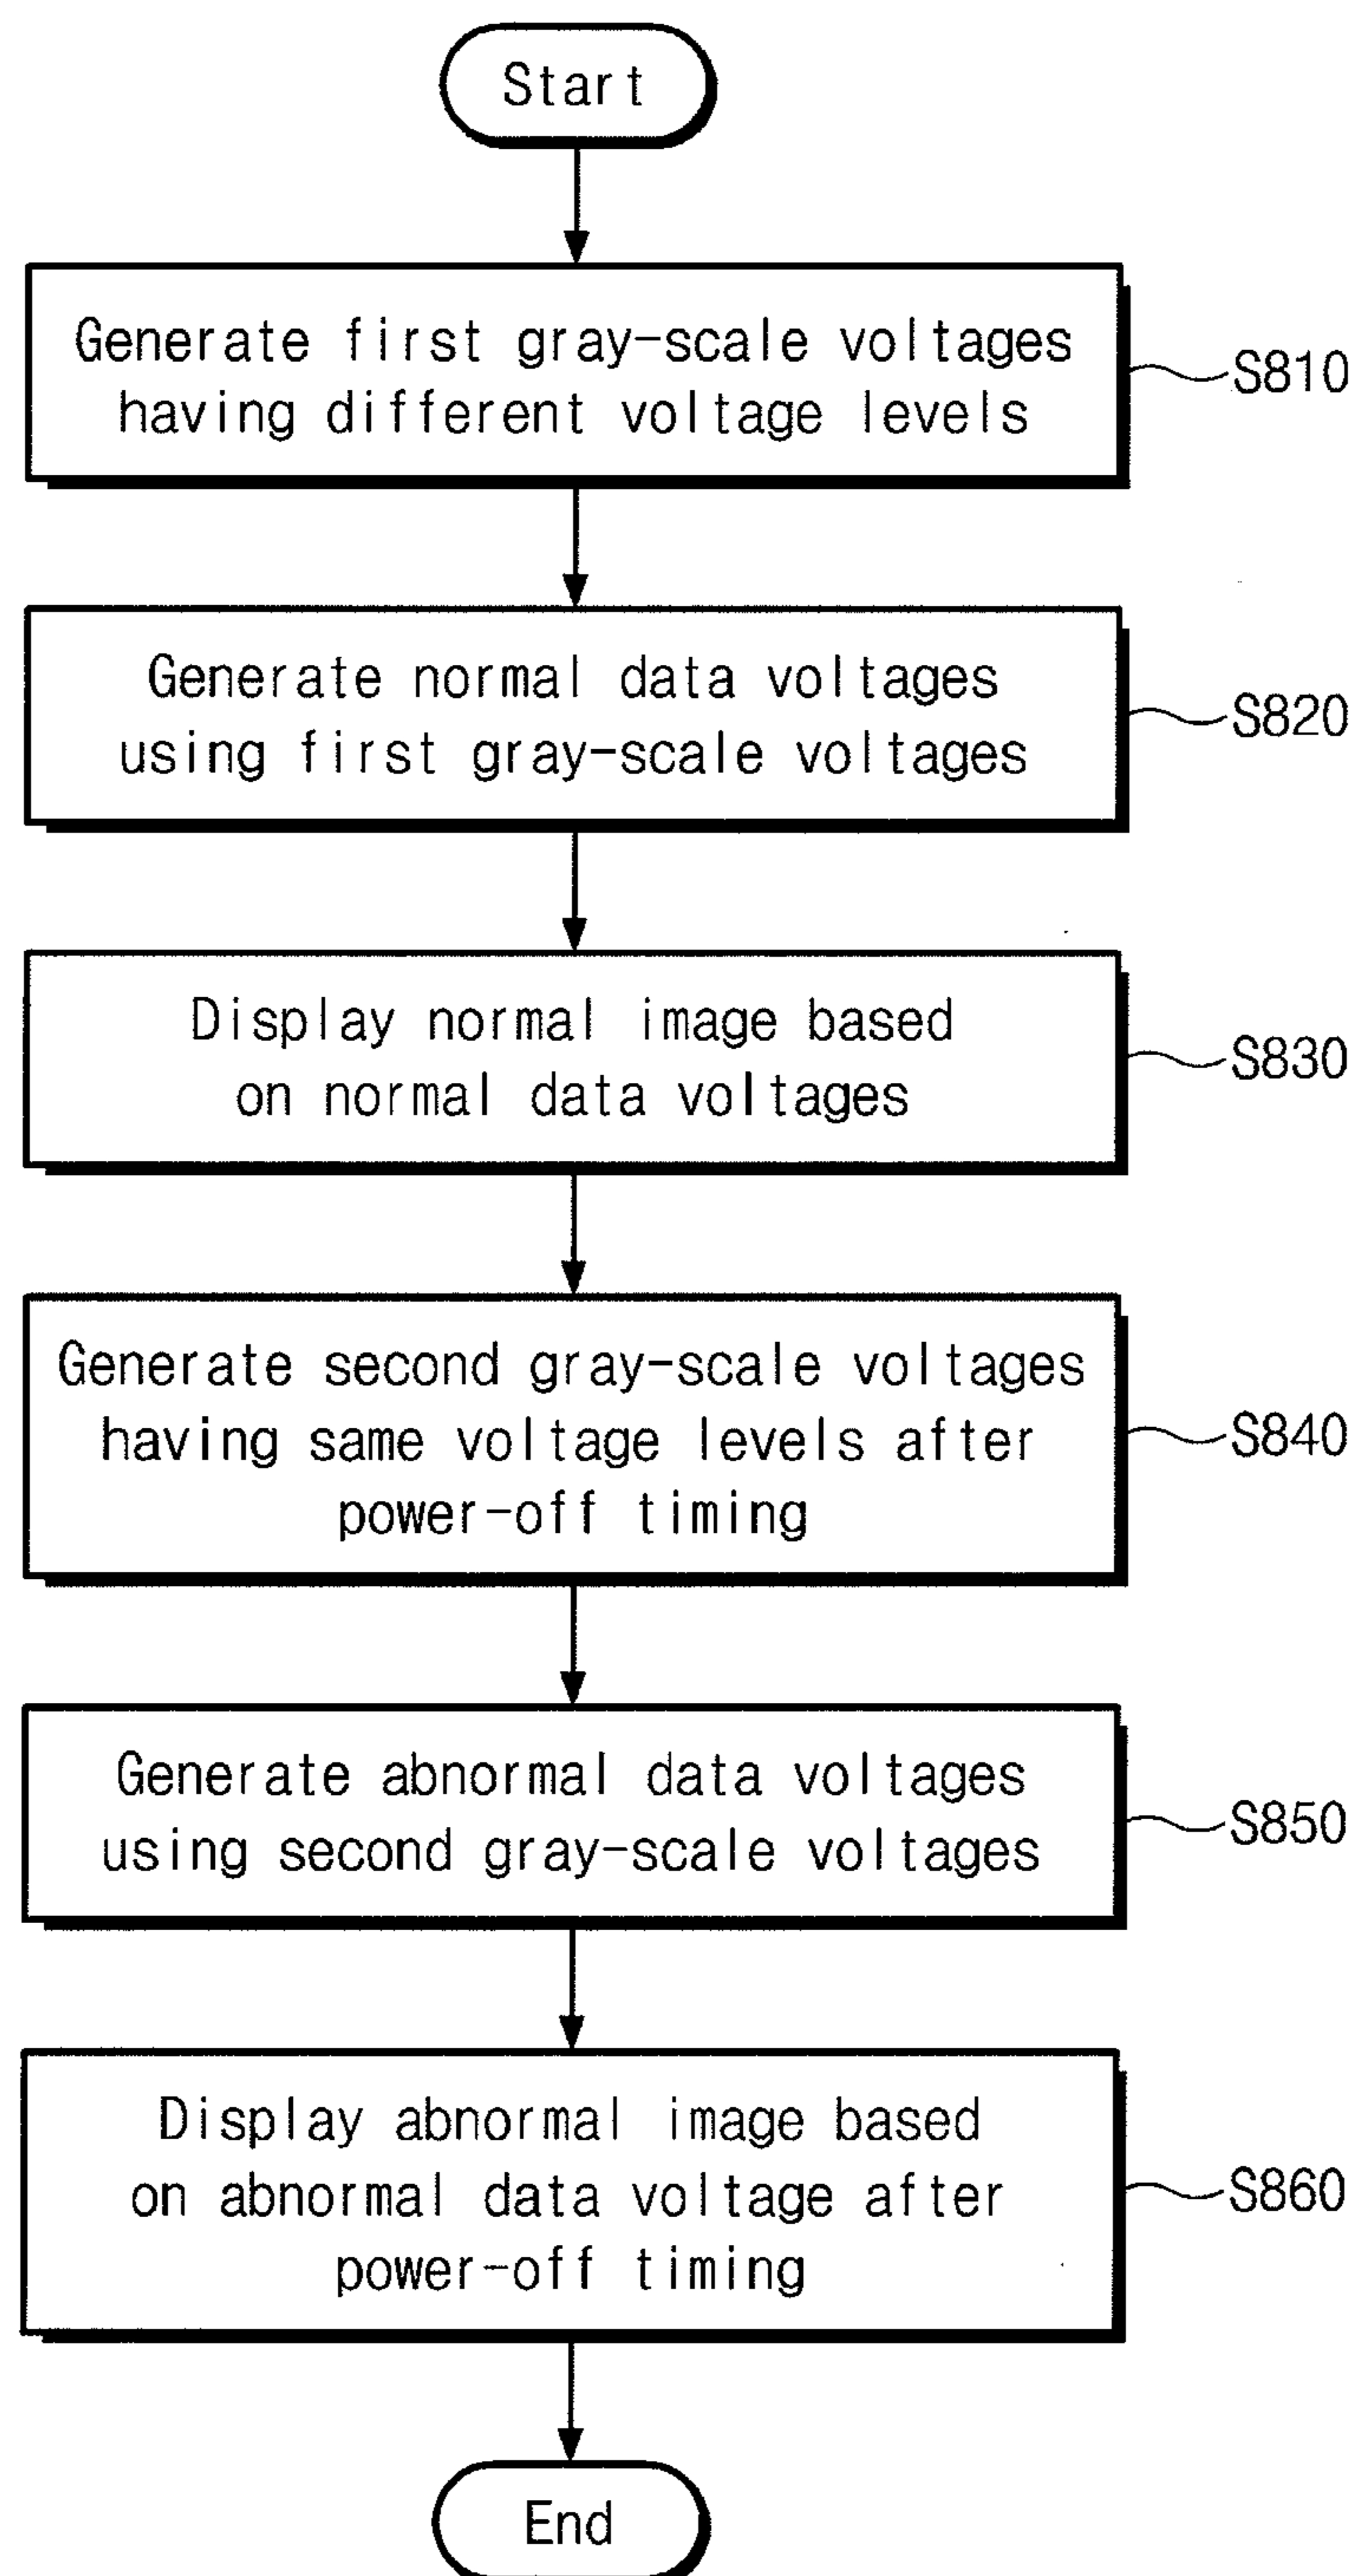 Start
Generate first gray-scale voltages
having different voltage levels
S810
Generate normal data voltages
using first gray-scale voltages
S820
Display normal image based
on normal data voltages
S830
Generate second gray-scale voltages
having same voltage levels after
power-off timing
S840
Generate abnormal data voltages
using second gray-scale voltages
S850
Display abnormal image based
on abnormal data voltage after
power-off timing
S860
End